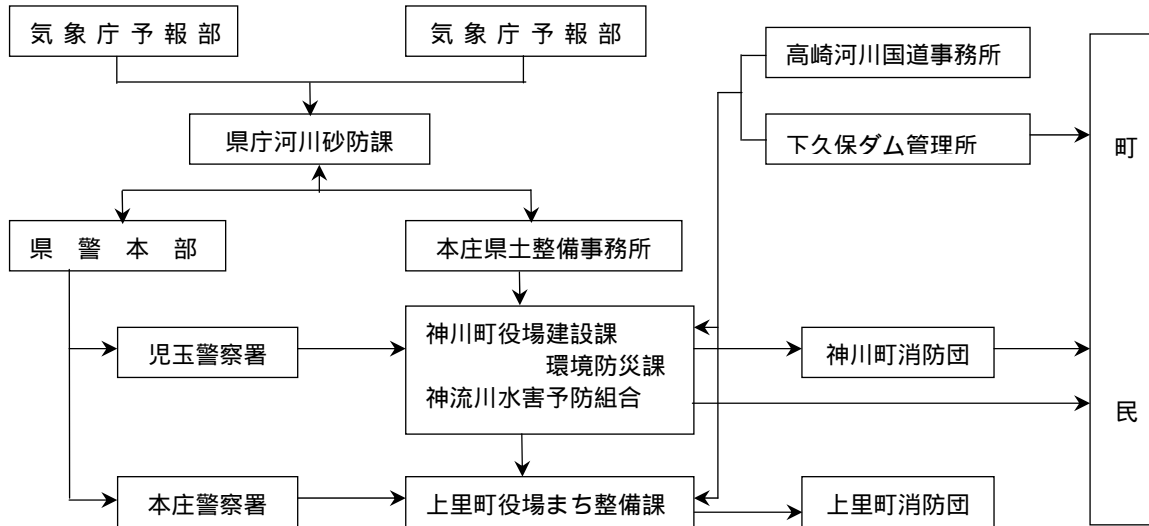 気象庁予報部
気象庁予報部
高崎河川国道事務所
県庁河川砂防課
下久保ダム管理所
町民
県警本部
本庄県土整備事務所
児玉警察署
神川町役場建設課
環境防災課
神流川水害予防組合
神川町消防団
本庄警察署
上里町役場まち整備課
上里町消防団